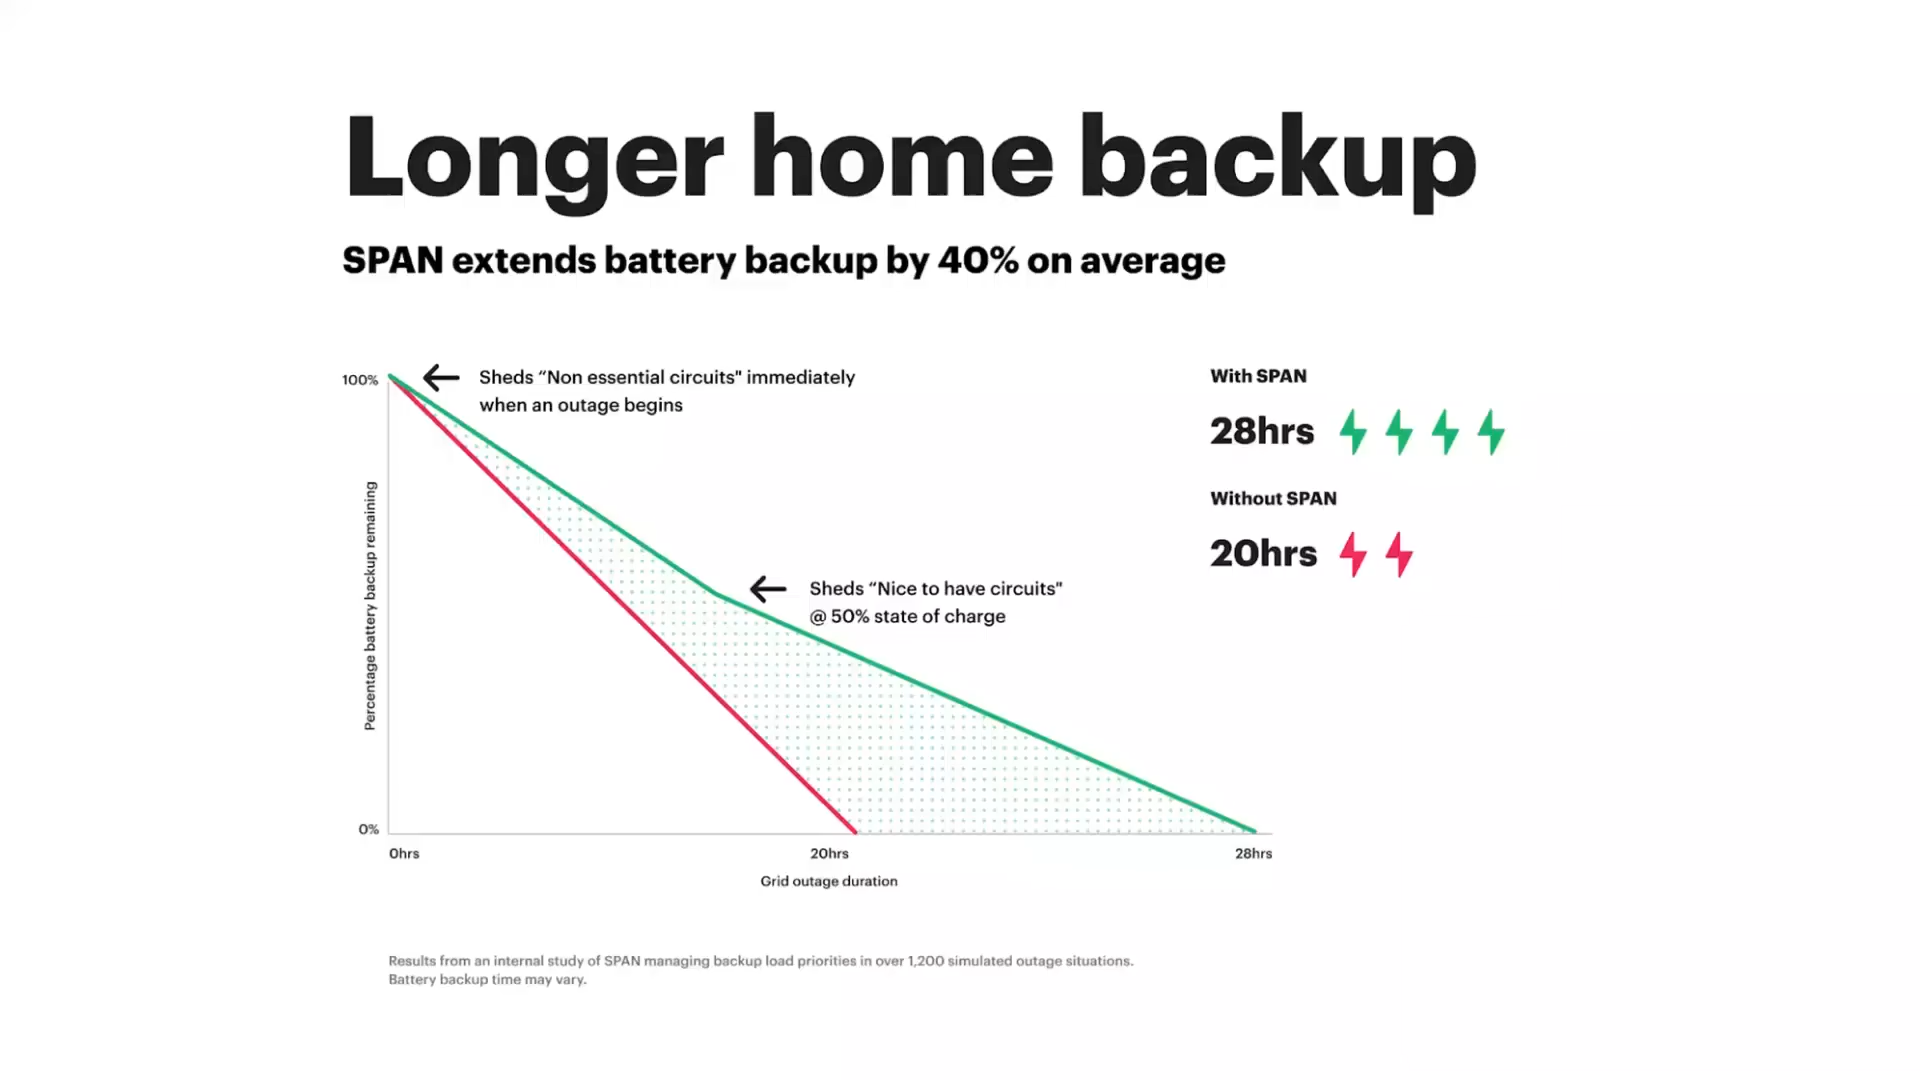 Longer home backup
SPAN extends battery backup by 40% on average
100%
Sheds “Non essential circuits" immediately
when an outage begins
With SPAN
28hrs
Without SPAN
20hrs
Percentage battery backup remaining
Sheds “Nice to have circuits"
@ 50% state of charge
0%
0hrs
20hrs
28hrs
Grid outage duration
Results from an internal study of SPAN managing backup load priorities in over 1,200 simulated outage situations.
Battery backup time may vary.